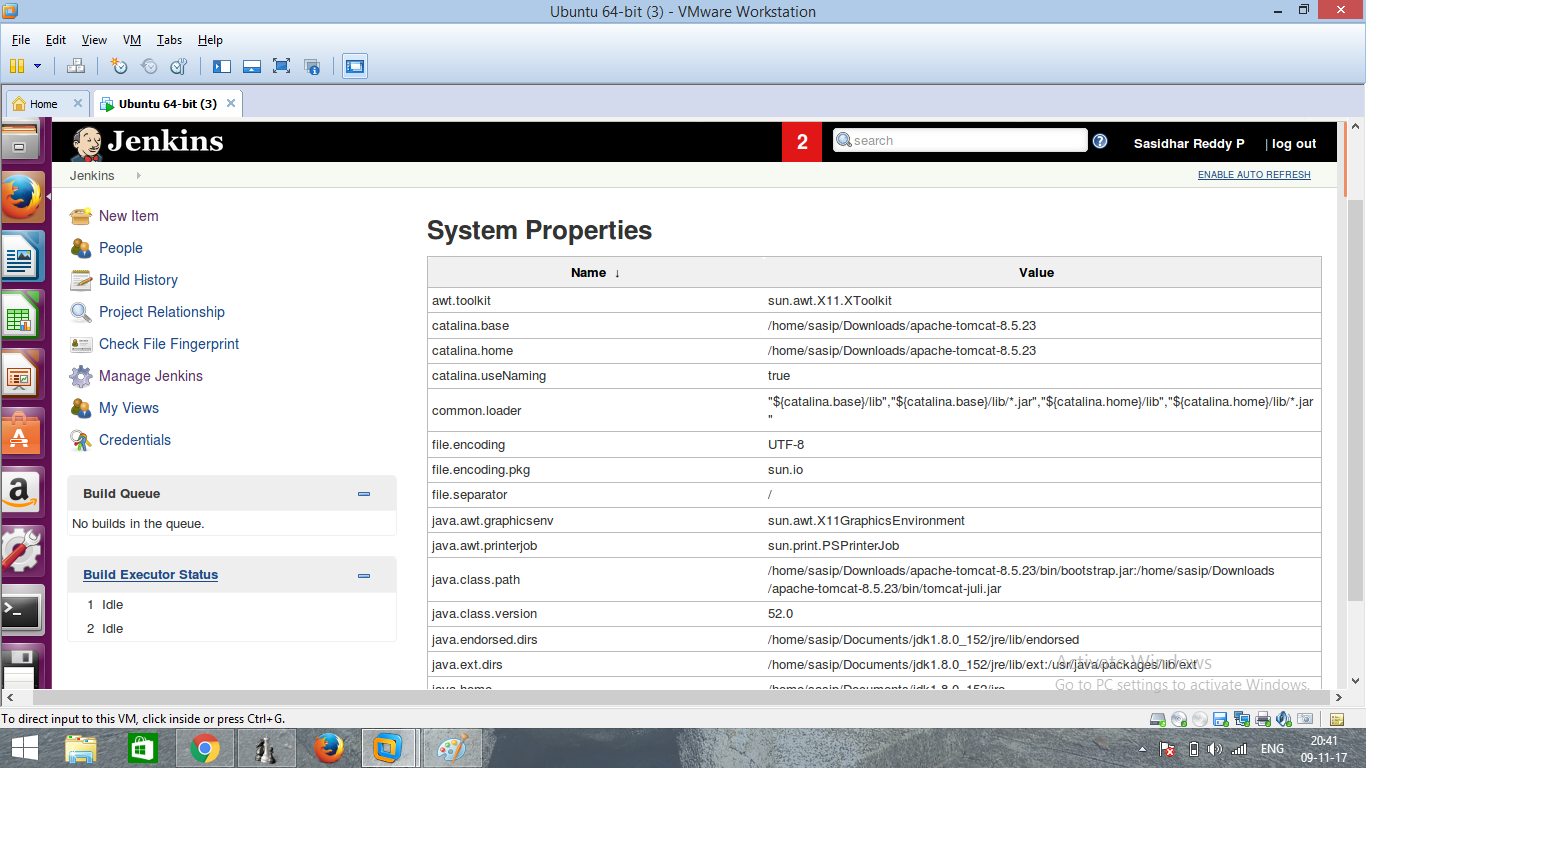 Ubuntu 64-bit (3) - VMware Workstation
File Edit View VM Tabs Help
Home
Ubuntu 64-bit (3)
Jenkins
2
search
Sasidhar Reddy P
| log out
Jenkins
ENABLE AUTO REFRESH
New Item
People
Build History
Project Relationship
Check File Fingerprint
Manage Jenkins
My Views
Credentials
Build Queue
No builds in the queue.
Build Executor Status
1 Idle
2 Idle
System Properties
Name ↓ Value
awt.toolkit sun.awt.X11.XToolkit
catalina.base /home/sasip/Downloads/apache-tomcat-8.5.23
catalina.home /home/sasip/Downloads/apache-tomcat-8.5.23
catalina.useNaming true
common.loader "${catalina.base}/lib","${catalina.base}/lib/*.jar","${catalina.home}/lib","${catalina.home}/lib/*.jar
"
file.encoding UTF-8
file.encoding.pkg sun.io
file.separator /
java.awt.graphicsenv sun.awt.X11GraphicsEnvironment
java.awt.printerjob sun.print.PSPrinterJob
java.class.path /home/sasip/Downloads/apache-tomcat-8.5.23/bin/bootstrap.jar:/home/sasip/Downloads
/apache-tomcat-8.5.23/bin/tomcat-juli.jar
java.class.version 52.0
java.endorsed.dirs /home/sasip/Documents/jdk1.8.0_152/jre/lib/endorsed
java.ext.dirs /home/sasip/Documents/jdk1.8.0_152/jre/lib/ext:/usr/java/packages/lib/ext
java.home /home/sasip/Documents/jdk1.8.0_152/jre
Activate Windows
Go to PC settings to activate Windows.
To direct input to this VM, click inside or press Ctrl+G.
ENG
20:41
09-11-17